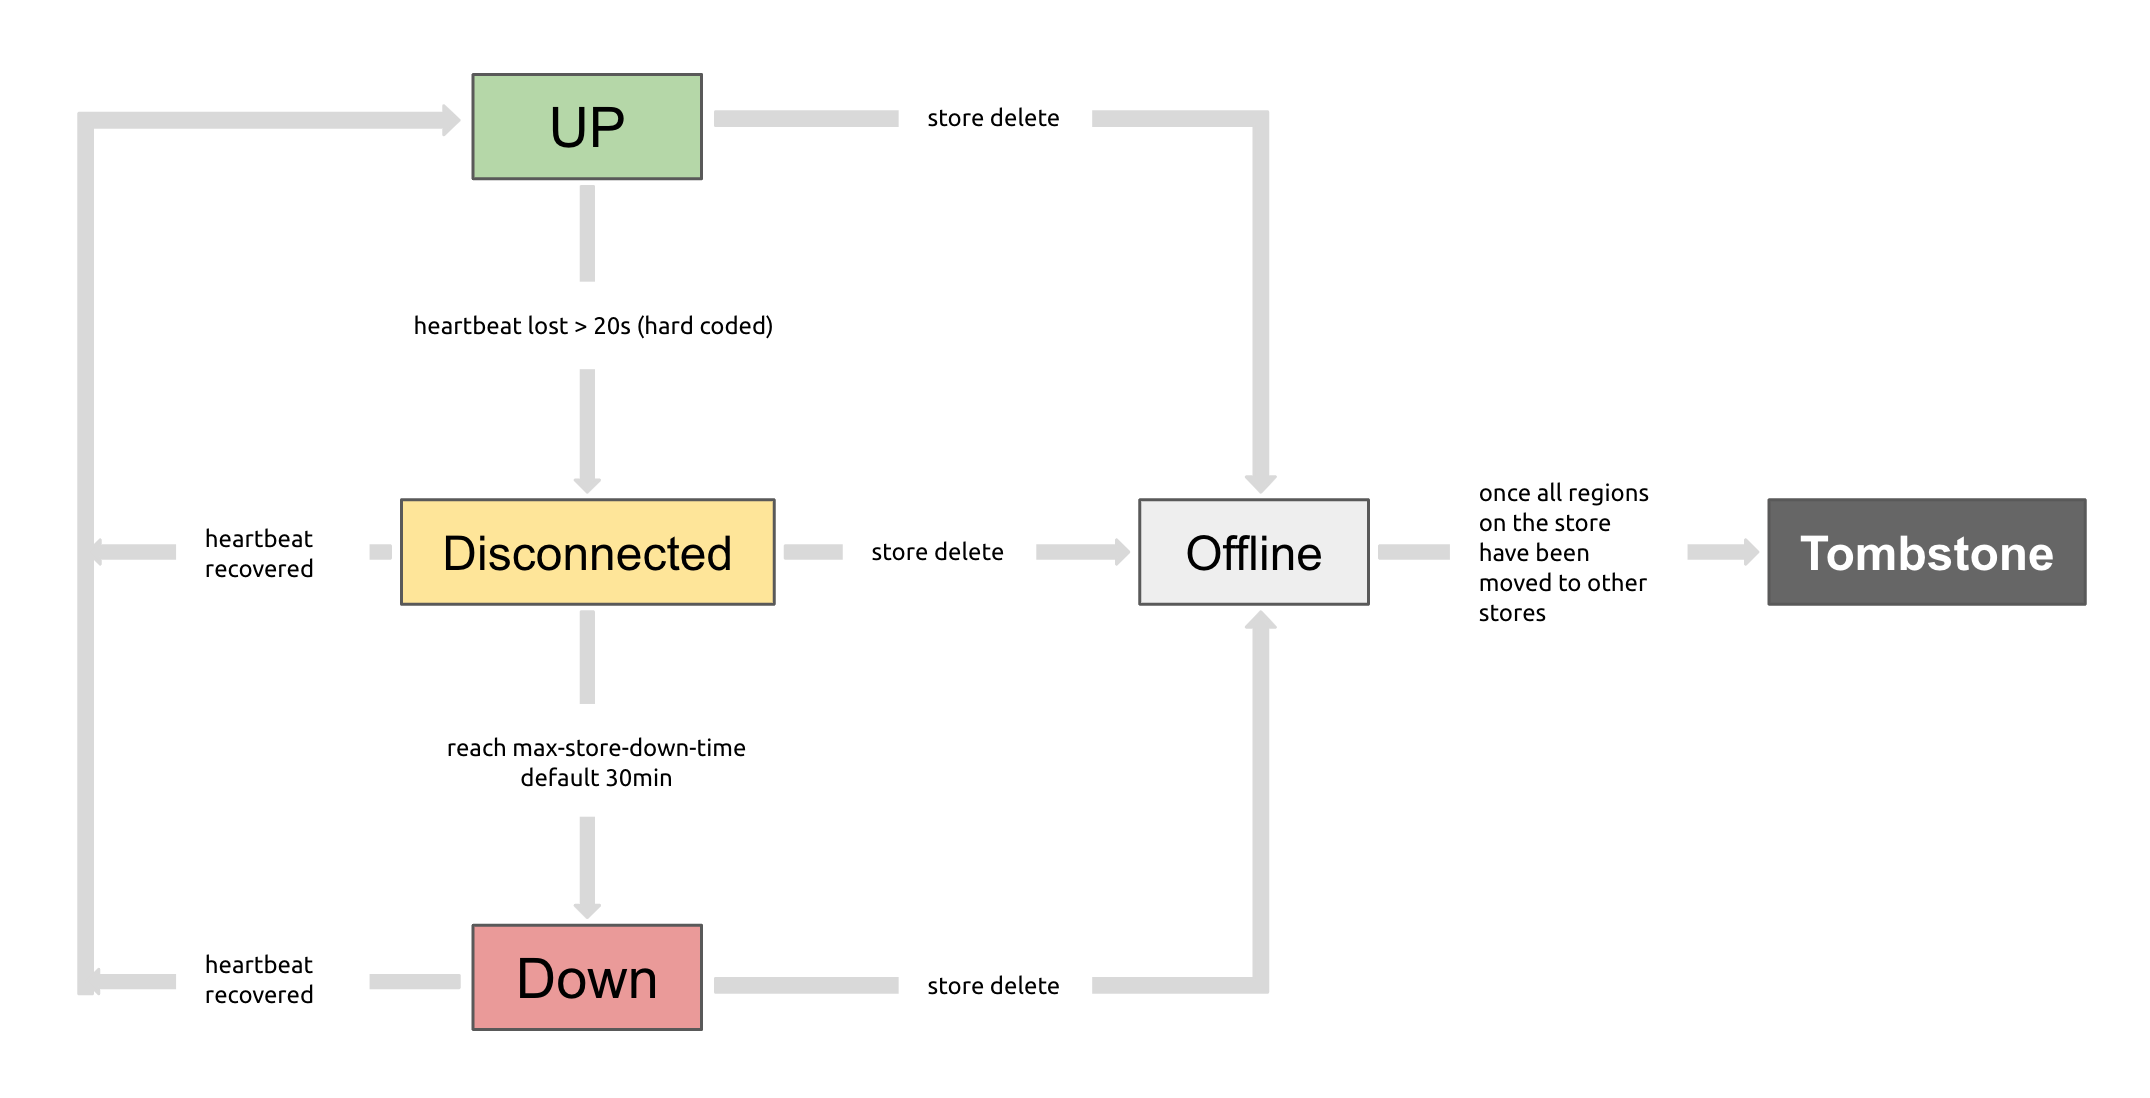 UP
store delete
heartbeat lost > 20s (hard coded)
heartbeat
recovered
Disconnected
store delete
Offline
once all regions
on the store
have been
moved to other
stores
Tombstone
reach max-store-down-time
default 30min
heartbeat
recovered
Down
store delete